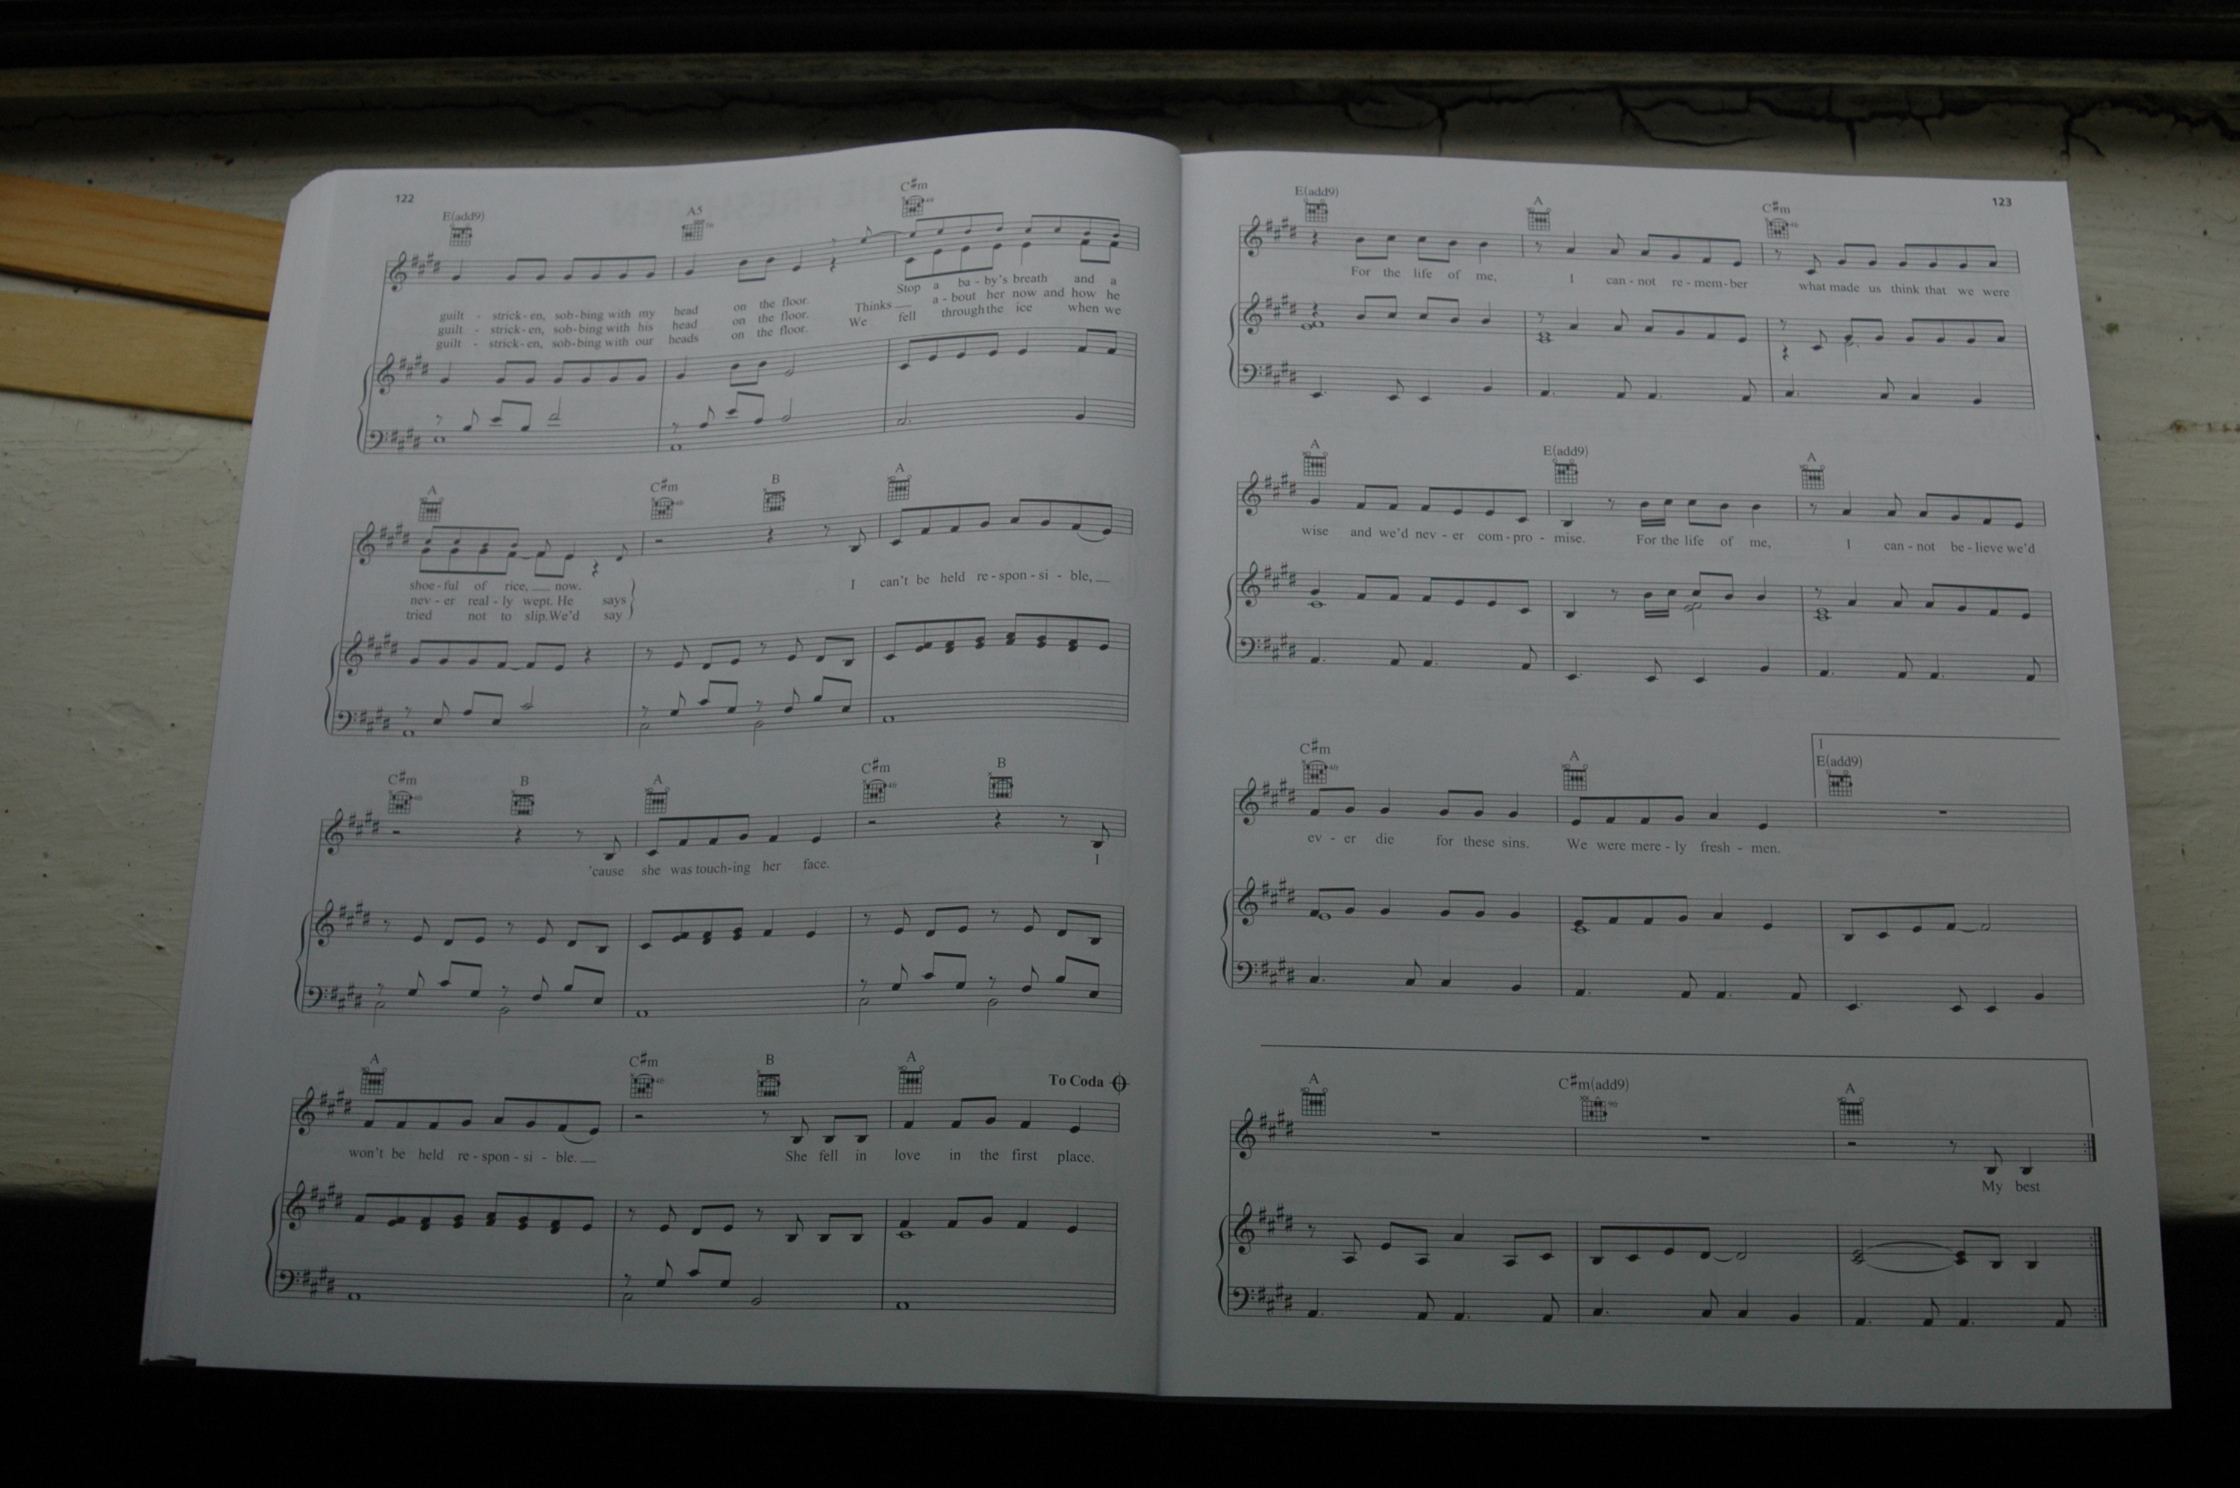 122
E(add9) A5 C#m
Stop a ba - by's breath and a
guilt - strick - en, sob - bing with my head on the floor. Thinks a - bout her now and how he
guilt - strick - en, sob - bing with his head on the floor. We fell through the ice when we
guilt - strick - en, sob - bing with our heads on the floor.
A C#m B A
shoe - ful of rice, now. I can't be held re - spon - si - ble,
nev - er real - ly wept. He says
tried not to slip. We'd say
C#m B A C#m B
'cause she was touch - ing her face. I
A C#m B A To Coda
won't be held re - spon - si - ble. She fell in love in the first place.
123
E(add9) A C#m
For the life of me, I can - not re - mem - ber what made us think that we were
A E(add9) A
wise and we'd nev - er com - pro - mise. For the life of me, I can - not be - lieve we'd
1
C#m A E(add9)
ev - er die for these sins. We were mere - ly fresh - men.
A C#m(add9) A
My best